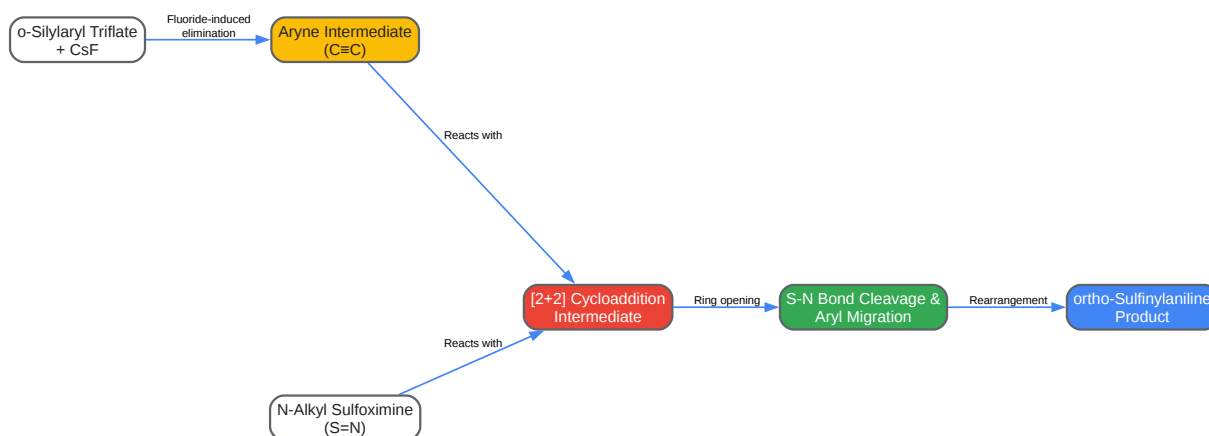 o-Silylaryl Triflate
+ CsF
Fluoride-induced
elimination
Aryne Intermediate
(C≡C)
Reacts with
[2+2] Cycloaddition
Intermediate
Ring opening
S-N Bond Cleavage &
Aryl Migration
Rearrangement
ortho-Sulfinylaniline
Product
Reacts with
N-Alkyl Sulfoximine
(S=N)